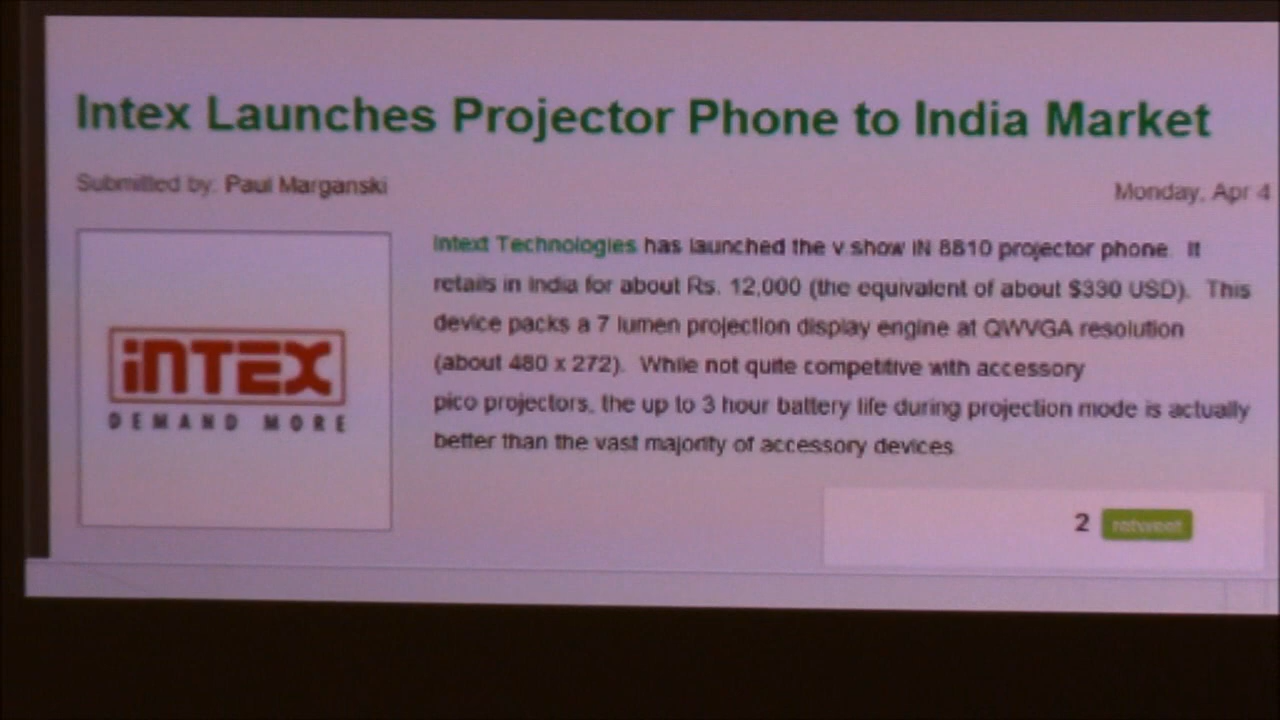 Intex Launches Projector Phone to India Market
Submitted by: Paul Marganski
Monday, Apr 4
Intext Technologies has launched the v.show IN 8810 projector phone. It
retails in India for about Rs. 12,000 (the equivalent of about $330 USD). This
device packs a 7 lumen projection display engine at QWVGA resolution
(about 480 x 272). While not quite competitive with accessory
pico projectors, the up to 3 hour battery life during projection mode is actually
better than the vast majority of accessory devices.
iNTEX
DEMAND MORE
2 retweet